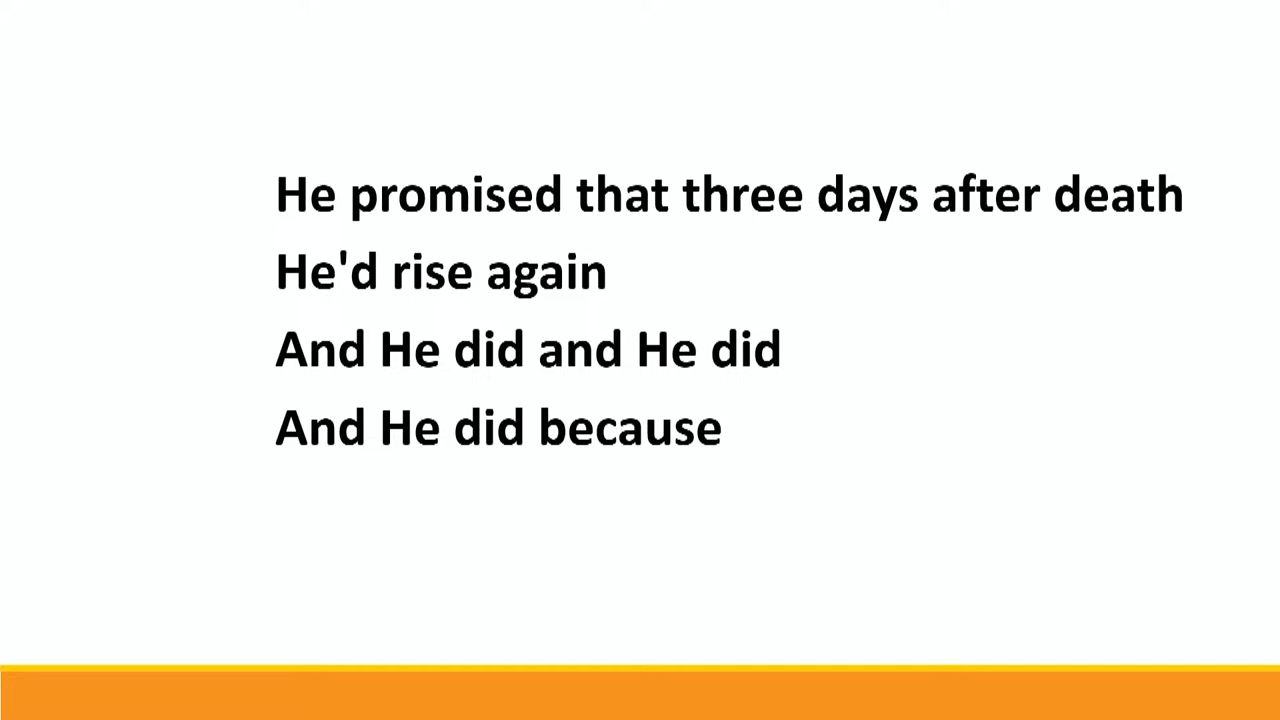 He promised that three days after death
He'd rise again
And He did and He did
And He did because